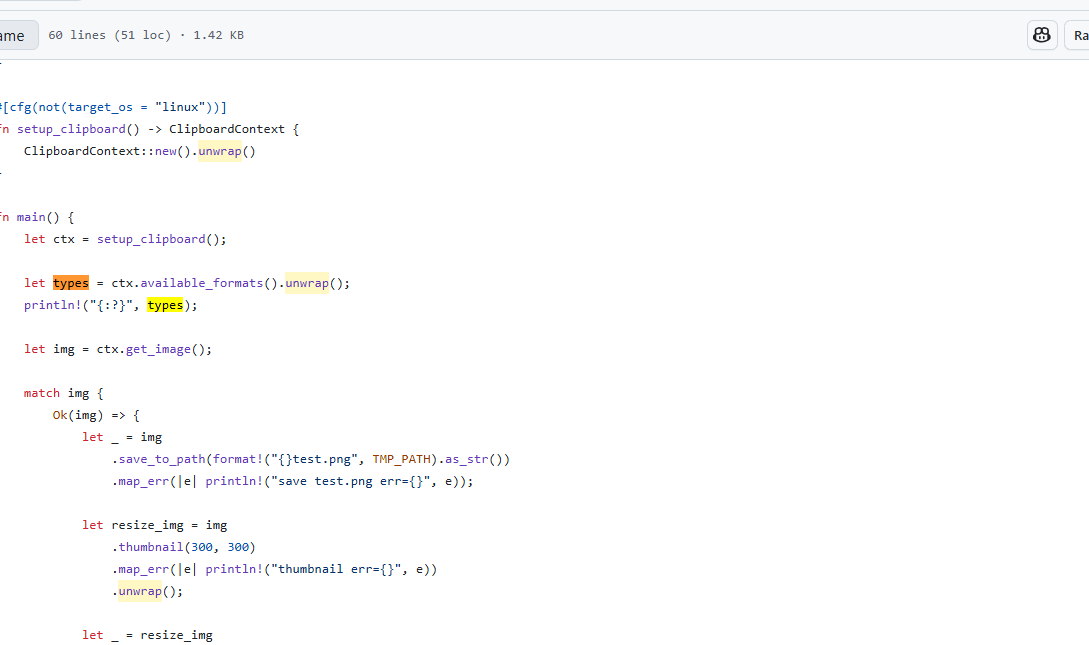 ame 60 lines (51 loc) · 1.42 KB Ra
#[cfg(not(target_os = "linux"))]
fn setup_clipboard() -> ClipboardContext {
ClipboardContext::new().unwrap()
}
fn main() {
let ctx = setup_clipboard();
let types = ctx.available_formats().unwrap();
println!("{:?}", types);
let img = ctx.get_image();
match img {
Ok(img) => {
let _ = img
.save_to_path(format!("{}test.png", TMP_PATH).as_str())
.map_err(|e| println!("save test.png err={}", e));
let resize_img = img
.thumbnail(300, 300)
.map_err(|e| println!("thumbnail err={}", e))
.unwrap();
let _ = resize_img